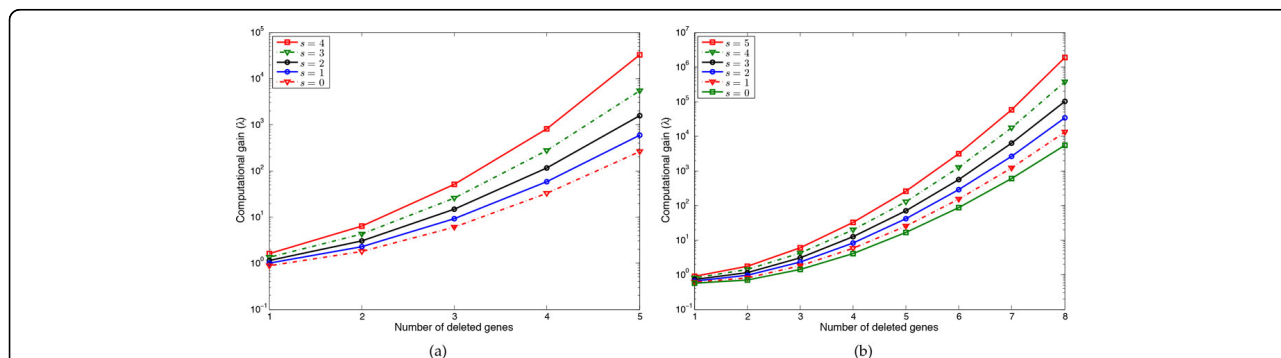 10^5
10^4
10^3
10^2
10^1
10^0
10^-1
Computational gain (λ)
s = 4
s = 3
s = 2
s = 1
s = 0
1 2 3 4 5
Number of deleted genes
(a)
10^7
10^6
10^5
10^4
10^3
10^2
10^1
10^0
10^-1
Computational gain (λ)
s = 5
s = 4
s = 3
s = 2
s = 1
s = 0
1 2 3 4 5 6 7 8
Number of deleted genes
(b)